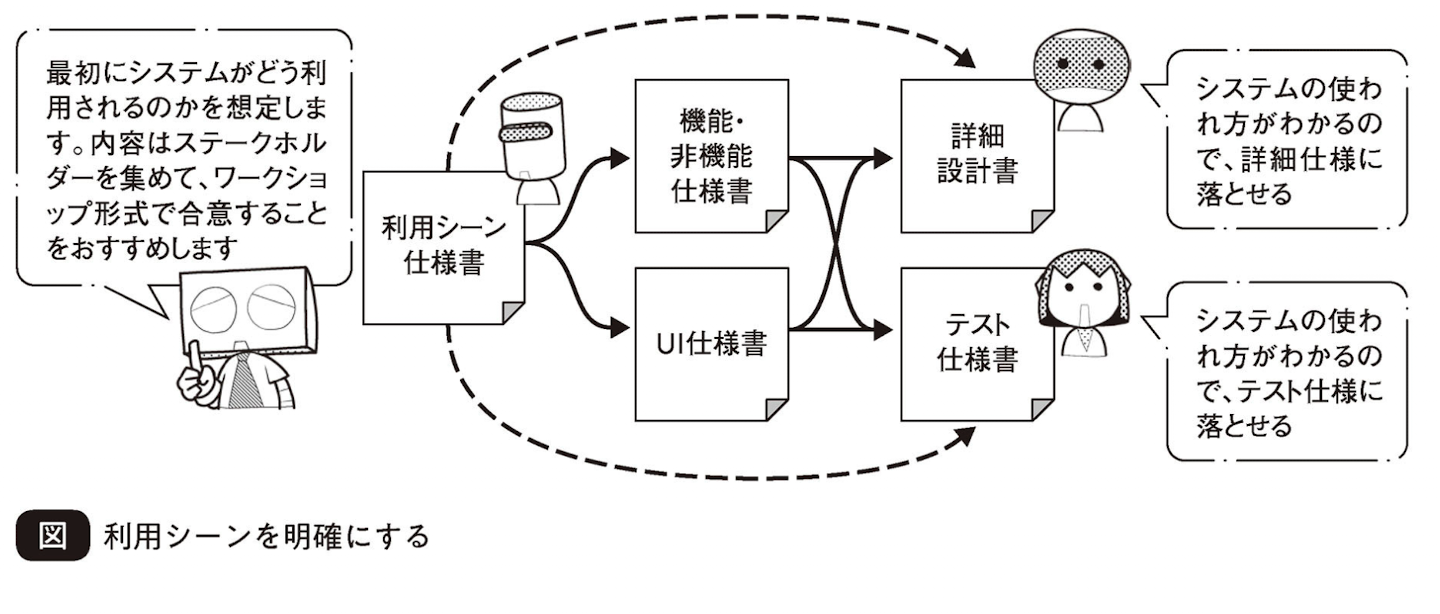 最初にシステムがどう利
用されるのかを想定しま
す。内容はステークホル
ダーを集めて、ワークショ
ップ形式で合意すること
をおすすめします
利用シーン
仕様書
機能・
非機能
仕様書
UI仕様書
詳細
設計書
テスト
仕様書
システムの使わ
れ方がわかるの
で、詳細仕様に
落とせる
システムの使わ
れ方がわかるの
で、テスト仕様に
落とせる
図 利用シーンを明確にする